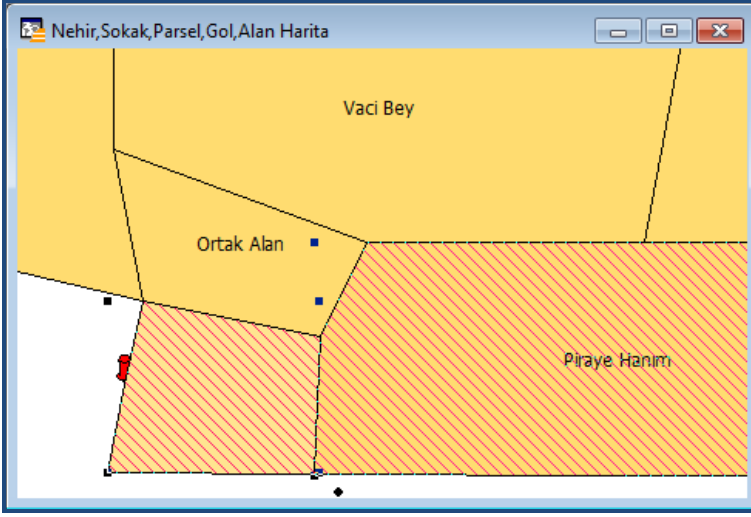 Nehir,Sokak,Parsel,Gol,Alan Harita
Vaci Bey
Ortak Alan
Piraye Hanım